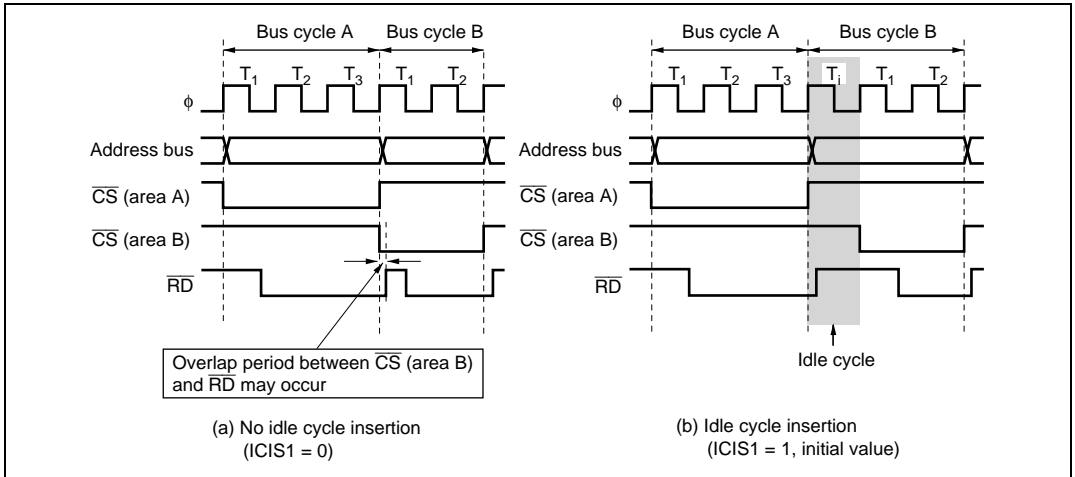 Bus cycle A Bus cycle B
T1 T2 T3 T1 T2
ϕ
Address bus
CS (area A)
CS (area B)
RD
Overlap period between CS (area B)
and RD may occur
(a) No idle cycle insertion
(ICIS1 = 0)
Bus cycle A Bus cycle B
T1 T2 T3 Ti T1 T2
ϕ
Address bus
CS (area A)
CS (area B)
RD
Idle cycle
(b) Idle cycle insertion
(ICIS1 = 1, initial value)